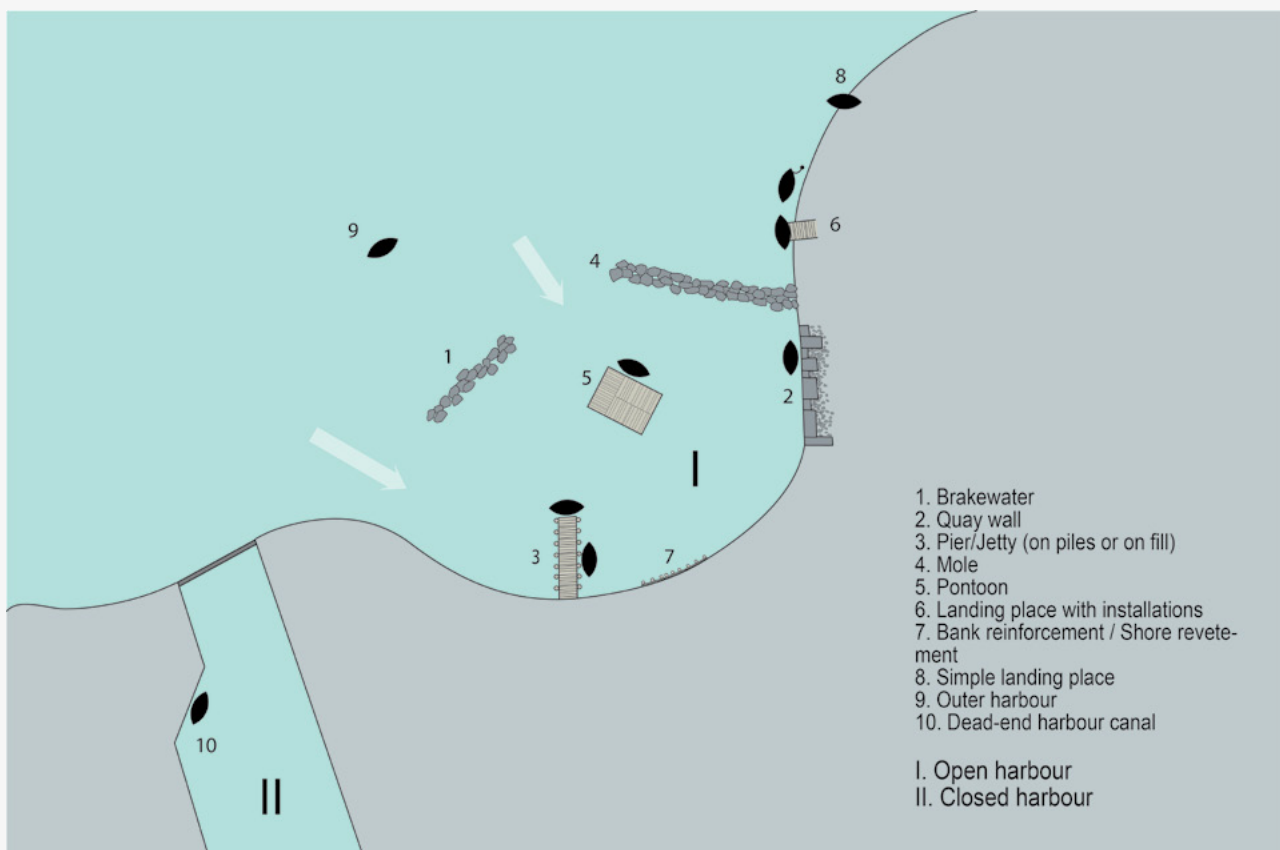 8
6
9
4
1
5
2
I
3
7
10
II
1. Brakewater
2. Quay wall
3. Pier/Jetty (on piles or on fill)
4. Mole
5. Pontoon
6. Landing place with installations
7. Bank reinforcement / Shore revete-
ment
8. Simple landing place
9. Outer harbour
10. Dead-end harbour canal
I. Open harbour
II. Closed harbour